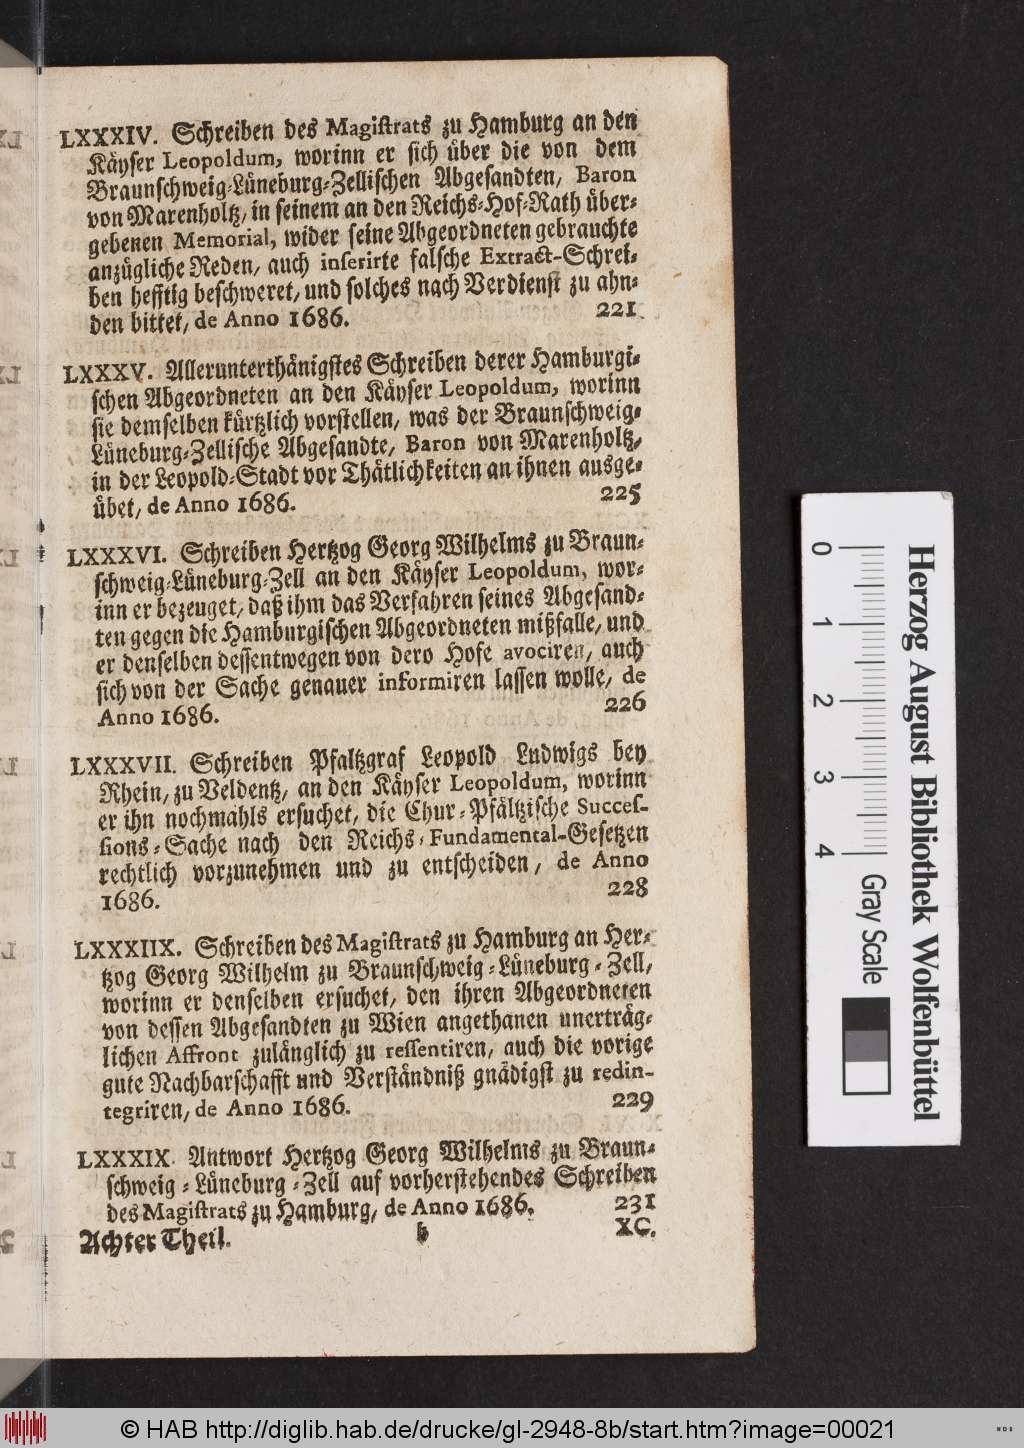 LXXXIV. Schreiben des Magistrats zu Hamburg an den
Käyser Leopoldum, worinn er sich über die von dem
Braunschweig-Lüneburg-Zellischen Abgesandten, Baron
von Marenholtz, in seinem an den Reichs-Hof-Rath über-
gebenen Memorial, wider seine Abgeordneten gebrauchte
anzügliche Reden, auch inserirte falsche Extract-Schrei-
ben hefftig beschweret, und solches nach Verdienst zu ahn-
den bittet, de Anno 1686. 221
LXXXV. Allerunterthänigstes Schreiben derer Hamburgi-
schen Abgeordneten an den Käyser Leopoldum, worinn
sie demselben kürtzlich vorstellen, was der Braunschweig-
Lüneburg-Zellische Abgesandte, Baron von Marenholtz,
in der Leopold-Stadt vor Thätlichkeiten an ihnen ausge-
übet, de Anno 1686. 225
LXXXVI. Schreiben Hertzog Georg Wilhelms zu Braun-
schweig-Lüneburg-Zell an den Käyser Leopoldum, wor-
inn er bezeuget, daß ihm das Verfahren seines Abgesand-
ten gegen die Hamburgischen Abgeordneten mißfalle, und
er denselben dessentwegen von dero Hofe avociren, auch
sich von der Sache genauer informiren lassen wolle, de
Anno 1686. 226
LXXXVII. Schreiben Pfaltzgraf Leopold Ludwigs bey
Rhein, zu Veldentz, an den Käyser Leopoldum, worinn
er ihn nochmahls ersuchet, die Chur-Pfältzische Succes-
sions-Sache nach den Reichs-Fundamental-Gesetzen
rechtlich vorzunehmen und zu entscheiden, de Anno
1686. 228
LXXXIIX. Schreiben des Magistrats zu Hamburg an Her-
tzog Georg Wilhelm zu Braunschweig-Lüneburg-Zell,
worinn er denselben ersuchet, den ihren Abgeordneten
von dessen Abgesandten zu Wien angethanen unerträg-
lichen Affront zulänglich zu ressentiren, auch die vorige
gute Nachbarschafft und Verständniß gnädigst zu redin-
tegriren, de Anno 1686. 229
LXXXIX. Antwort Hertzog Georg Wilhelms zu Braun-
schweig-Lüneburg-Zell auf vorherstehendes Schreiben
des Magistrats zu Hamburg, de Anno 1686. 231
Achter Theil. b XC.
0 1 2 3 4 Gray Scale
Herzog August Bibliothek Wolfenbüttel
© HAB http://diglib.hab.de/drucke/gl-2948-8b/start.htm?image=00021